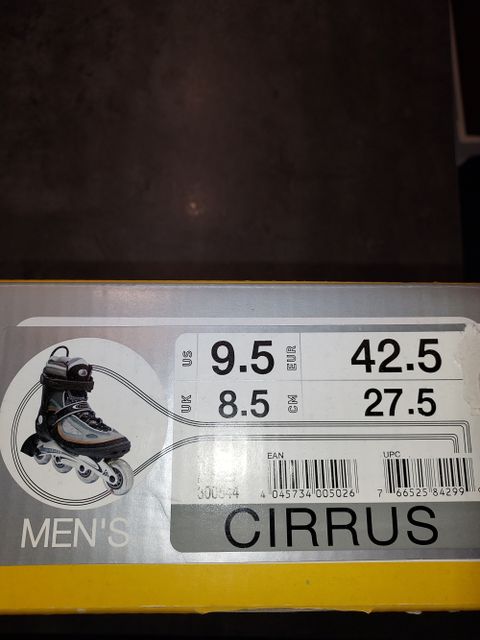 US 9.5 EUR 42.5
UK 8.5 CM 27.5
EAN UPC
4 045734 005026 7 66525 84299
MEN'S CIRRUS